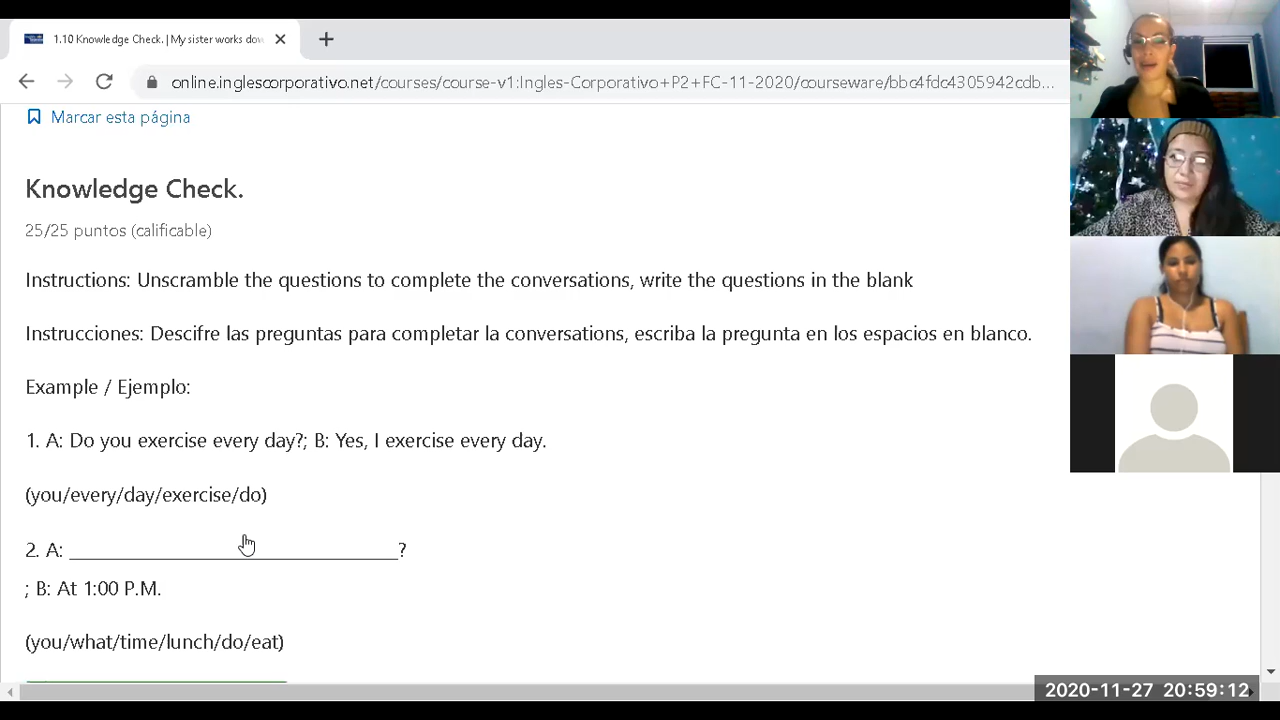 1.10 Knowledge Check. | My sister works dow
online.inglescorporativo.net/courses/course-v1:Ingles-Corporativo+P2+FC-11-2020/courseware/bbc4fdc4305942cdb...
Marcar esta página
Knowledge Check.
25/25 puntos (calificable)
Instructions: Unscramble the questions to complete the conversations, write the questions in the blank
Instrucciones: Descifre las preguntas para completar la conversations, escriba la pregunta en los espacios en blanco.
Example / Ejemplo:
1. A: Do you exercise every day?; B: Yes, I exercise every day.
(you/every/day/exercise/do)
2. A: ______________________________?
; B: At 1:00 P.M.
(you/what/time/lunch/do/eat)
2020-11-27 20:59:12